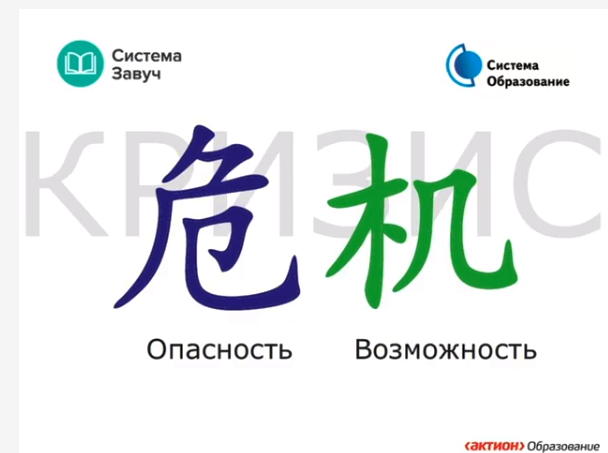 Система
Завуч
Система
Образование
КРИЗИС
危机
Опасность Возможность
‹актион› Образование